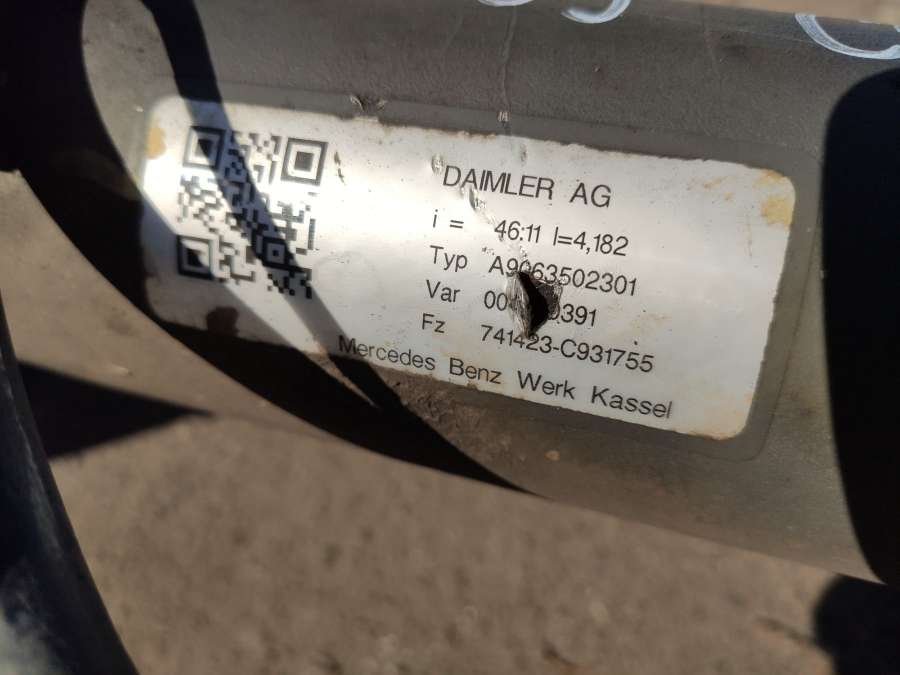 DAIMLER AG
i = 46:11 I=4,182
Typ A9063502301
Var
Fz 741423-C931755
Mercedes Benz Werk Kassel